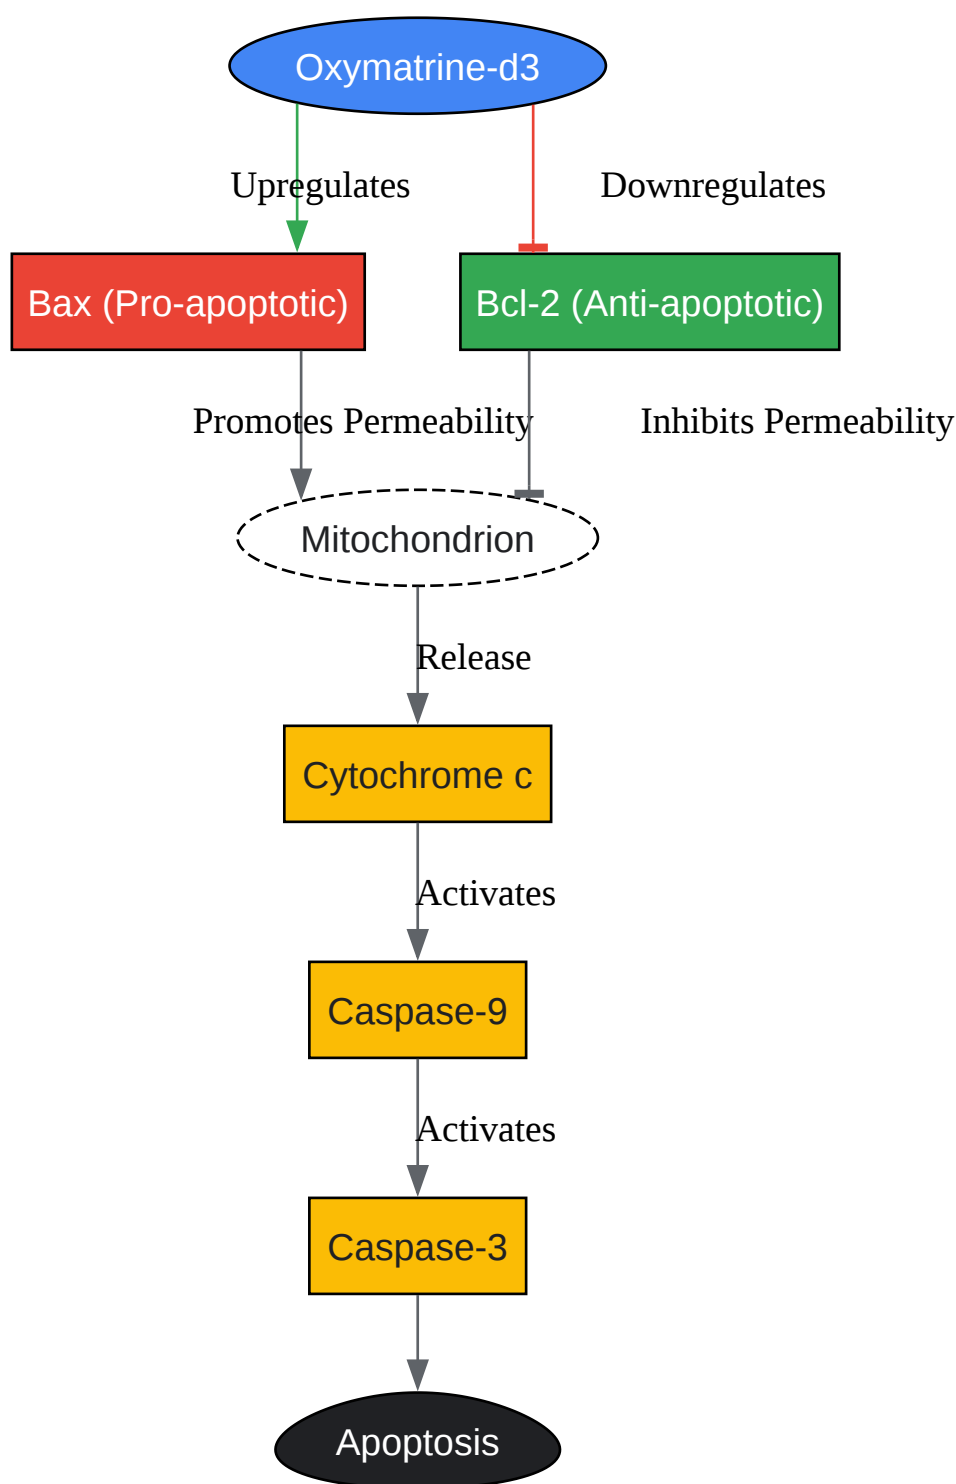 Oxymatrine-d3
Upregulates
Downregulates
Bax (Pro-apoptotic)
Bcl-2 (Anti-apoptotic)
Promotes Permeability
Inhibits Permeability
Mitochondrion
Release
Cytochrome c
Activates
Caspase-9
Activates
Caspase-3
Apoptosis